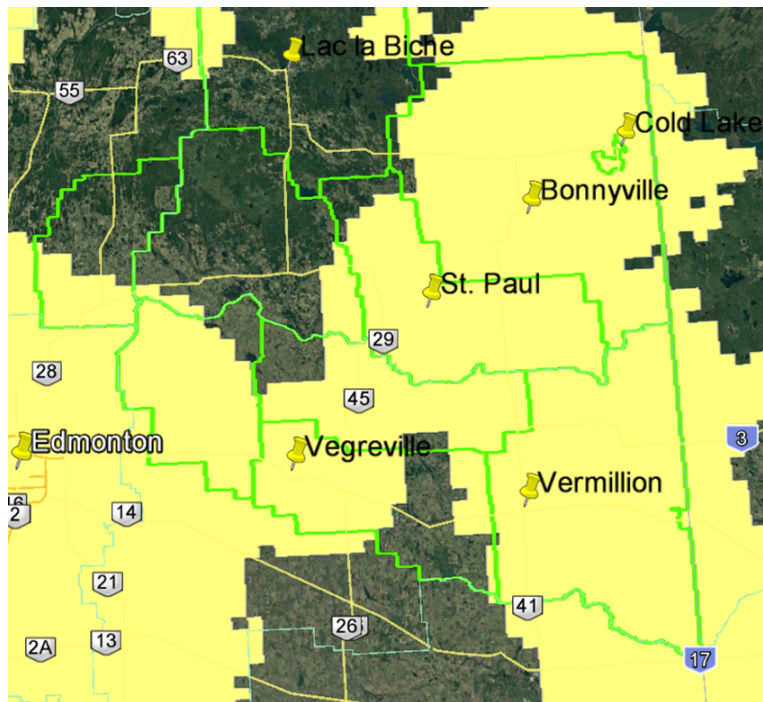 Lac la Biche
63
55
Cold Lake
Bonnyville
St. Paul
29
28
45
3
Edmonton
Vegreville
Vermillion
16
2
14
21
41
26
13
2A
17